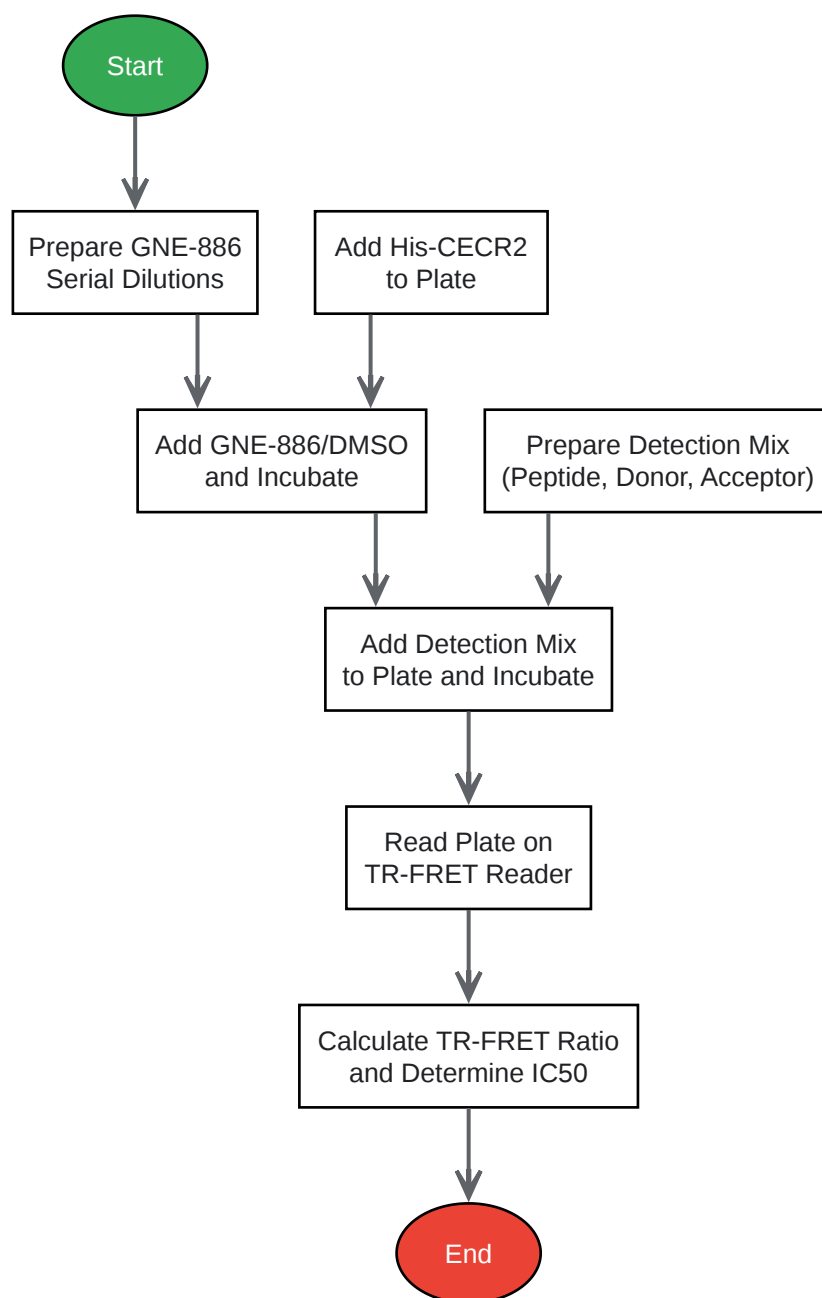 Start
Prepare GNE-886
Serial Dilutions
Add His-CECR2
to Plate
Add GNE-886/DMSO
and Incubate
Prepare Detection Mix
(Peptide, Donor, Acceptor)
Add Detection Mix
to Plate and Incubate
Read Plate on
TR-FRET Reader
Calculate TR-FRET Ratio
and Determine IC50
End